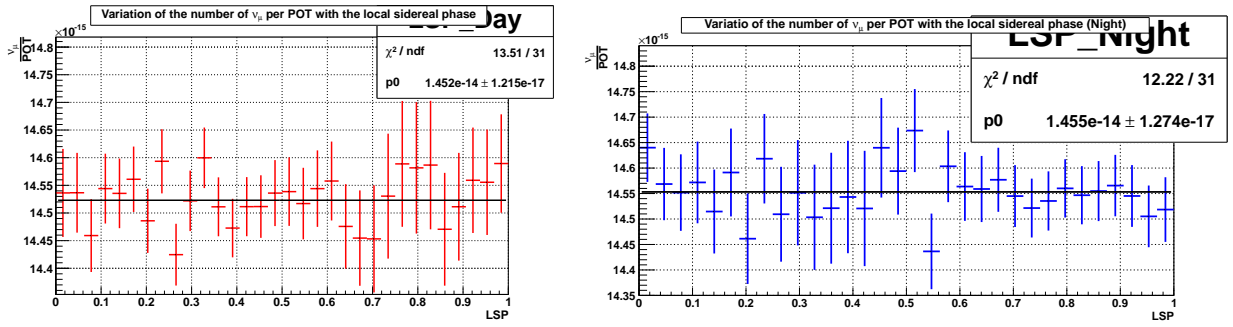 Variation of the number of νμ per POT with the local sidereal phase
LSP_Day
χ² / ndf 13.51 / 31
p0 1.452e-14 ± 1.215e-17
×10⁻¹⁵
νμ
POT
14.8
14.75
14.7
14.65
14.6
14.55
14.5
14.45
14.4
0 0.1 0.2 0.3 0.4 0.5 0.6 0.7 0.8 0.9 1
LSP
Variatio of the number of νμ per POT with the local sidereal phase (Night)
LSP_Night
χ² / ndf 12.22 / 31
p0 1.455e-14 ± 1.274e-17
×10⁻¹⁵
νμ
POT
14.8
14.75
14.7
14.65
14.6
14.55
14.5
14.45
14.4
14.35
0 0.1 0.2 0.3 0.4 0.5 0.6 0.7 0.8 0.9 1
LSP